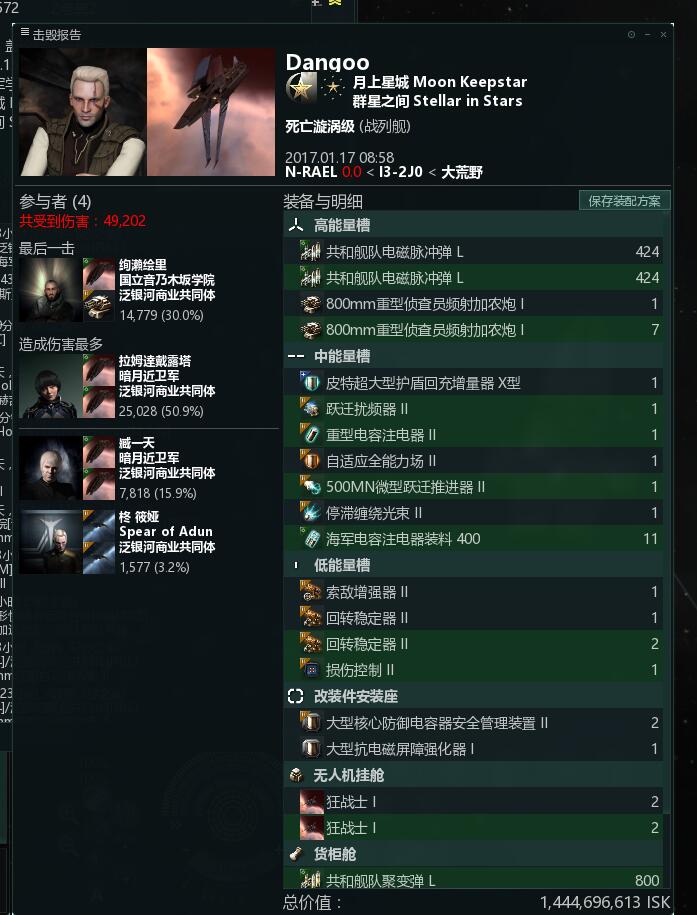 572
击毁报告
Dangoo
月上星城 Moon Keepstar
群星之间 Stellar in Stars
死亡漩涡级 (战列舰)
2017.01.17 08:58
N-RAEL 0.0 < I3-2J0 < 大荒野
参与者 (4)
共受到伤害：49,202
最后一击
绚濑绘里
国立音乃木坂学院
泛银河商业共同体
14,779 (30.0%)
造成伤害最多
拉姆達戴露塔
暗月近卫军
泛银河商业共同体
25,028 (50.9%)
臧一天
暗月近卫军
泛银河商业共同体
7,818 (15.9%)
柊 筱娅
Spear of Adun
泛银河商业共同体
1,577 (3.2%)
装备与明细
保存装配方案
高能量槽
共和舰队电磁脉冲弹 L 424
共和舰队电磁脉冲弹 L 424
800mm重型侦查员频射加农炮 I 1
800mm重型侦查员频射加农炮 I 7
中能量槽
皮特超大型护盾回充增量器 X型 1
跃迁扰频器 II 1
重型电容注电器 II 1
自适应全能力场 II 1
500MN微型跃迁推进器 II 1
停滞缠绕光束 II 1
海军电容注电器装料 400 11
低能量槽
索敌增强器 II 1
回转稳定器 II 1
回转稳定器 II 2
损伤控制 II 1
改装件安装座
大型核心防御电容器安全管理装置 II 2
大型抗电磁屏障强化器 I 1
无人机挂舱
狂战士 I 2
狂战士 I 2
货柜舱
共和舰队聚变弹 L 800
总价值： 1,444,696,613 ISK